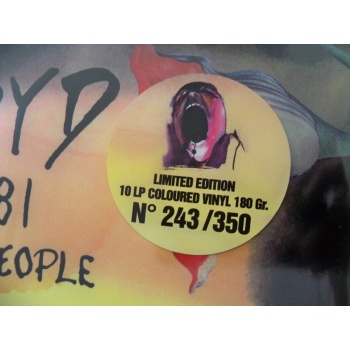 YD
81
EOPLE
LIMITED EDITION
10 LP COLOURED VINYL 180 Gr.
N° 243/350